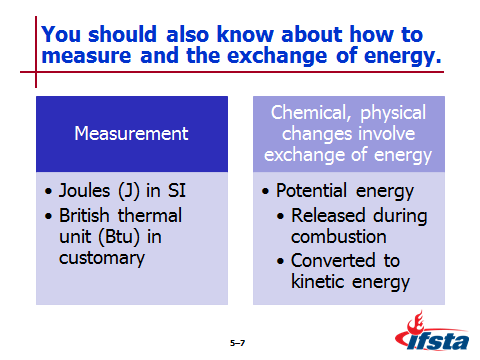 You should also know about how to
measure and the exchange of energy.
Measurement
• Joules (J) in SI
• British thermal
unit (Btu) in
customary
Chemical, physical
changes involve
exchange of energy
• Potential energy
• Released during
combustion
• Converted to
kinetic energy
5–7
ifsta